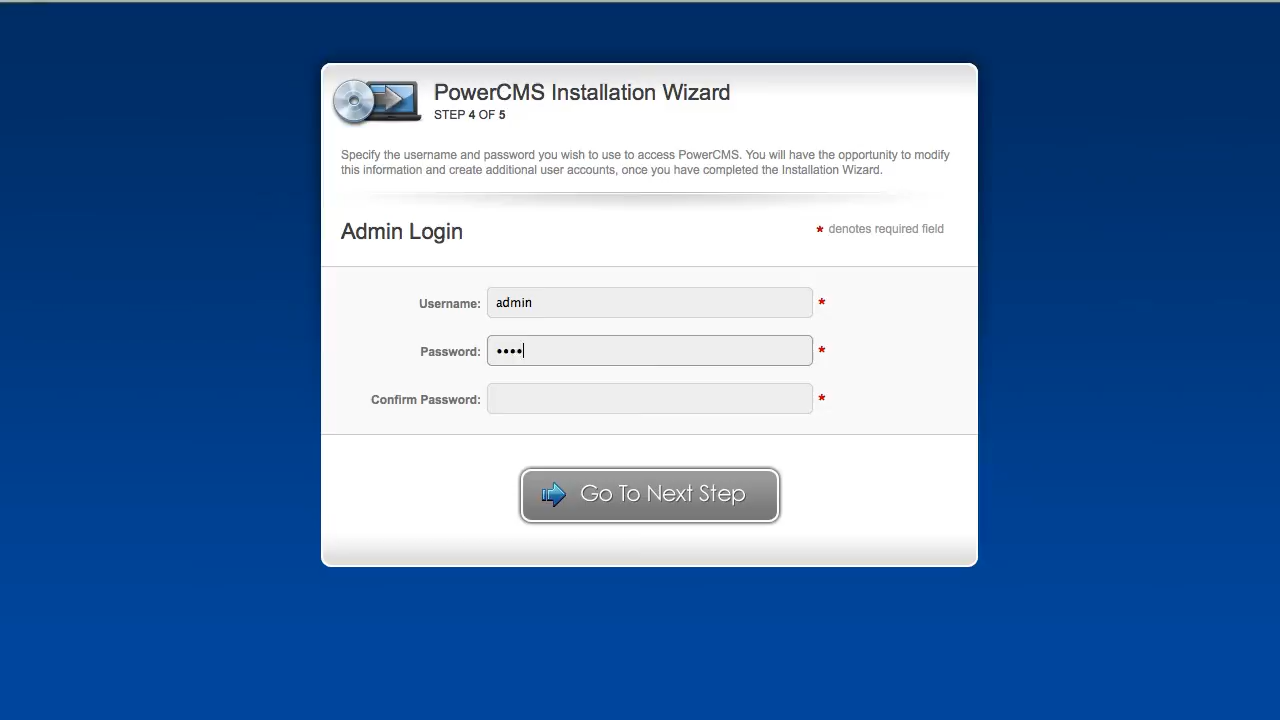 PowerCMS Installation Wizard
STEP 4 OF 5
Specify the username and password you wish to use to access PowerCMS. You will have the opportunity to modify
this information and create additional user accounts, once you have completed the Installation Wizard.
Admin Login
* denotes required field
Username: admin *
Password: •••• *
Confirm Password: *
Go To Next Step